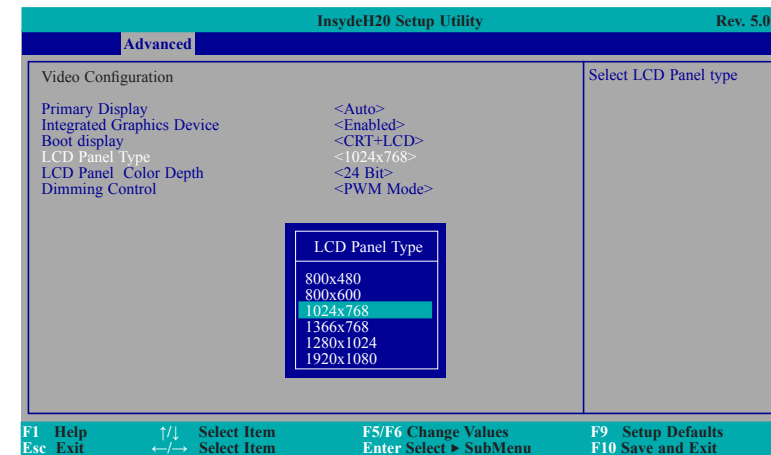 InsydeH20 Setup Utility Rev. 5.0
Advanced
Video Configuration
Select LCD Panel type
Primary Display <Auto>
Integrated Graphics Device <Enabled>
Boot display <CRT+LCD>
LCD Panel Type <1024x768>
LCD Panel Color Depth <24 Bit>
Dimming Control <PWM Mode>
LCD Panel Type
800x480
800x600
1024x768
1366x768
1280x1024
1920x1080
F1 Help ↑/↓ Select Item F5/F6 Change Values F9 Setup Defaults
Esc Exit ←/→ Select Item Enter Select ► SubMenu F10 Save and Exit